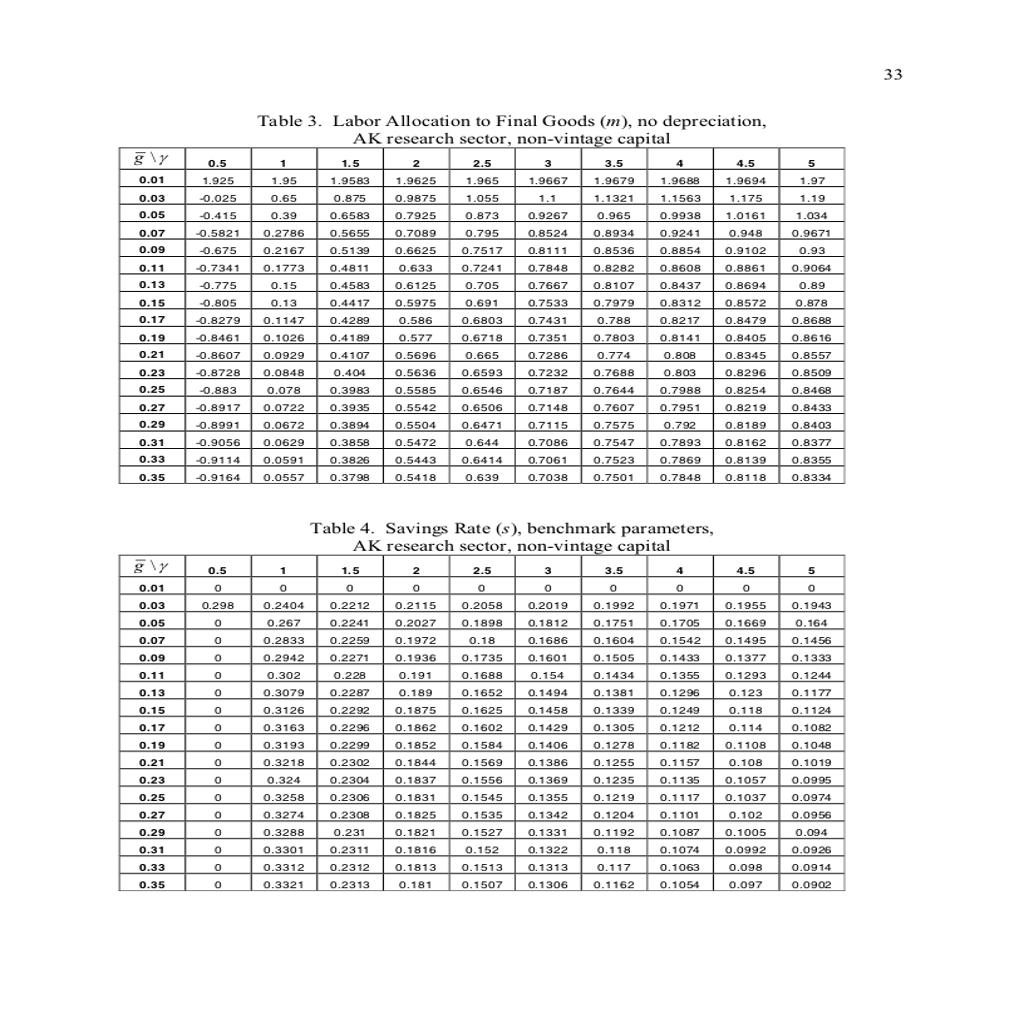 33
Table 3. Labor Allocation to Final Goods (m), no depreciation,
AK research sector, non-vintage capital
g̅ \ γ 0.5 1 1.5 2 2.5 3 3.5 4 4.5 5
0.01 1.925 1.95 1.9583 1.9625 1.965 1.9667 1.9679 1.9688 1.9694 1.97
0.03 -0.025 0.65 0.875 0.9875 1.055 1.1 1.1321 1.1563 1.175 1.19
0.05 -0.415 0.39 0.6583 0.7925 0.873 0.9267 0.965 0.9938 1.0161 1.034
0.07 -0.5821 0.2786 0.5655 0.7089 0.795 0.8524 0.8934 0.9241 0.948 0.9671
0.09 -0.675 0.2167 0.5139 0.6625 0.7517 0.8111 0.8536 0.8854 0.9102 0.93
0.11 -0.7341 0.1773 0.4811 0.633 0.7241 0.7848 0.8282 0.8608 0.8861 0.9064
0.13 -0.775 0.15 0.4583 0.6125 0.705 0.7667 0.8107 0.8437 0.8694 0.89
0.15 -0.805 0.13 0.4417 0.5975 0.691 0.7533 0.7979 0.8312 0.8572 0.878
0.17 -0.8279 0.1147 0.4289 0.586 0.6803 0.7431 0.788 0.8217 0.8479 0.8688
0.19 -0.8461 0.1026 0.4189 0.577 0.6718 0.7351 0.7803 0.8141 0.8405 0.8616
0.21 -0.8607 0.0929 0.4107 0.5696 0.665 0.7286 0.774 0.808 0.8345 0.8557
0.23 -0.8728 0.0848 0.404 0.5636 0.6593 0.7232 0.7688 0.803 0.8296 0.8509
0.25 -0.883 0.078 0.3983 0.5585 0.6546 0.7187 0.7644 0.7988 0.8254 0.8468
0.27 -0.8917 0.0722 0.3935 0.5542 0.6506 0.7148 0.7607 0.7951 0.8219 0.8433
0.29 -0.8991 0.0672 0.3894 0.5504 0.6471 0.7115 0.7575 0.792 0.8189 0.8403
0.31 -0.9056 0.0629 0.3858 0.5472 0.644 0.7086 0.7547 0.7893 0.8162 0.8377
0.33 -0.9114 0.0591 0.3826 0.5443 0.6414 0.7061 0.7523 0.7869 0.8139 0.8355
0.35 -0.9164 0.0557 0.3798 0.5418 0.639 0.7038 0.7501 0.7848 0.8118 0.8334
Table 4. Savings Rate (s), benchmark parameters,
AK research sector, non-vintage capital
g̅ \ γ 0.5 1 1.5 2 2.5 3 3.5 4 4.5 5
0.01 0 0 0 0 0 0 0 0 0 0
0.03 0.298 0.2404 0.2212 0.2115 0.2058 0.2019 0.1992 0.1971 0.1955 0.1943
0.05 0 0.267 0.2241 0.2027 0.1898 0.1812 0.1751 0.1705 0.1669 0.164
0.07 0 0.2833 0.2259 0.1972 0.18 0.1686 0.1604 0.1542 0.1495 0.1456
0.09 0 0.2942 0.2271 0.1936 0.1735 0.1601 0.1505 0.1433 0.1377 0.1333
0.11 0 0.302 0.228 0.191 0.1688 0.154 0.1434 0.1355 0.1293 0.1244
0.13 0 0.3079 0.2287 0.189 0.1652 0.1494 0.1381 0.1296 0.123 0.1177
0.15 0 0.3126 0.2292 0.1875 0.1625 0.1458 0.1339 0.1249 0.118 0.1124
0.17 0 0.3163 0.2296 0.1862 0.1602 0.1429 0.1305 0.1212 0.114 0.1082
0.19 0 0.3193 0.2299 0.1852 0.1584 0.1406 0.1278 0.1182 0.1108 0.1048
0.21 0 0.3218 0.2302 0.1844 0.1569 0.1386 0.1255 0.1157 0.108 0.1019
0.23 0 0.324 0.2304 0.1837 0.1556 0.1369 0.1235 0.1135 0.1057 0.0995
0.25 0 0.3258 0.2306 0.1831 0.1545 0.1355 0.1219 0.1117 0.1037 0.0974
0.27 0 0.3274 0.2308 0.1825 0.1535 0.1342 0.1204 0.1101 0.102 0.0956
0.29 0 0.3288 0.231 0.1821 0.1527 0.1331 0.1192 0.1087 0.1005 0.094
0.31 0 0.3301 0.2311 0.1816 0.152 0.1322 0.118 0.1074 0.0992 0.0926
0.33 0 0.3312 0.2312 0.1813 0.1513 0.1313 0.117 0.1063 0.098 0.0914
0.35 0 0.3321 0.2313 0.181 0.1507 0.1306 0.1162 0.1054 0.097 0.0902